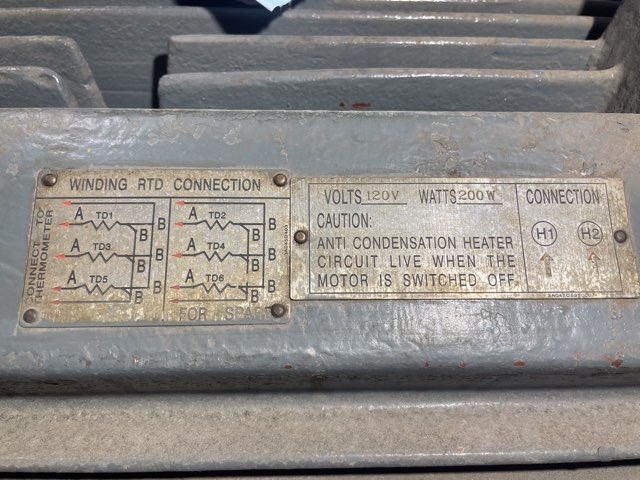 WINDING RTD CONNECTION
CONNECT TO
THERMOMETER
A TD1 B
B
A TD3 B
B
A TD5 B
B
A TD2 B
B
A TD4 B
B
A TD6 B
B
FOR SPARE
VOLTS 120V WATTS 200W
CAUTION:
ANTI CONDENSATION HEATER
CIRCUIT LIVE WHEN THE
MOTOR IS SWITCHED OFF.
CONNECTION
H1 H2